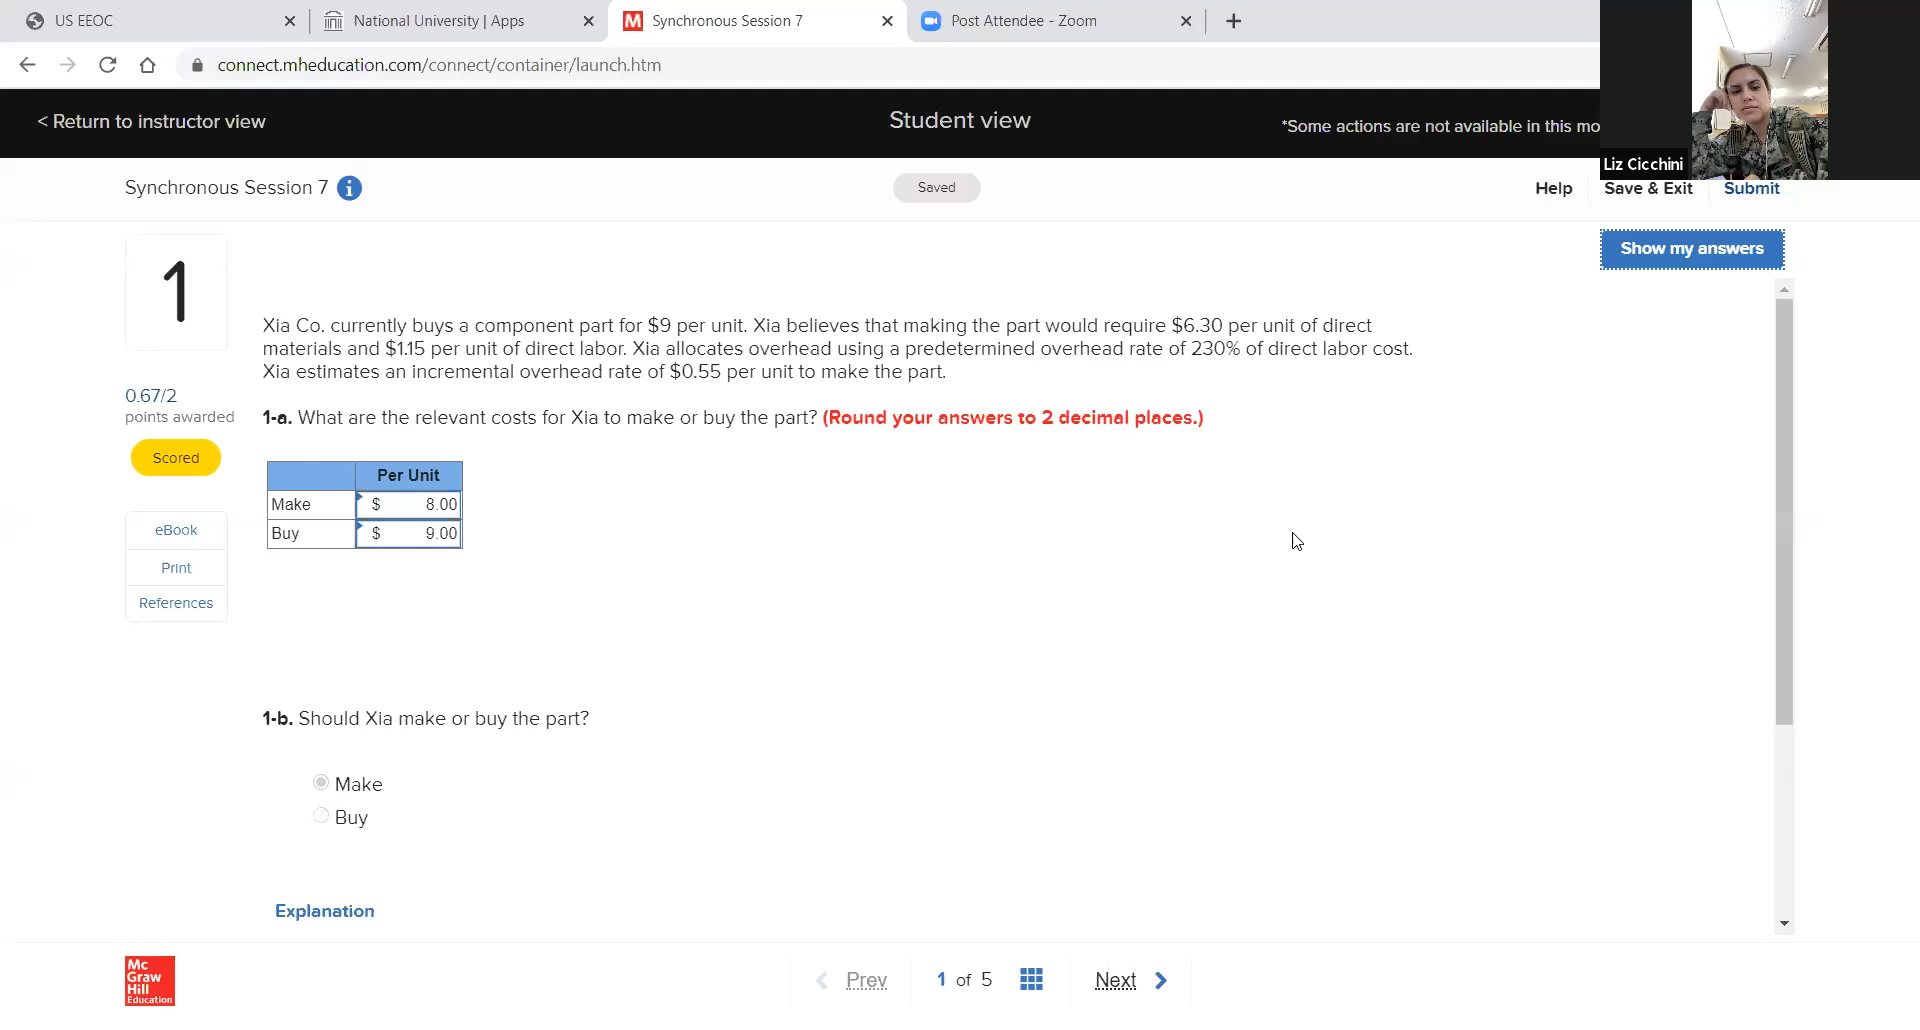 US EEOC
National University | Apps
Synchronous Session 7
Post Attendee - Zoom
connect.mheducation.com/connect/container/launch.htm
< Return to instructor view
Student view
*Some actions are not available in this mo
Liz Cicchini
Synchronous Session 7
Saved
Help
Save & Exit
Submit
Show my answers
1
0.67/2
points awarded
Scored
eBook
Print
References
Xia Co. currently buys a component part for $9 per unit. Xia believes that making the part would require $6.30 per unit of direct
materials and $1.15 per unit of direct labor. Xia allocates overhead using a predetermined overhead rate of 230% of direct labor cost.
Xia estimates an incremental overhead rate of $0.55 per unit to make the part.
1-a. What are the relevant costs for Xia to make or buy the part? (Round your answers to 2 decimal places.)
Per Unit
Make $ 8.00
Buy $ 9.00
1-b. Should Xia make or buy the part?
Make
Buy
Explanation
Mc
Graw
Hill
Education
Prev
1 of 5
Next